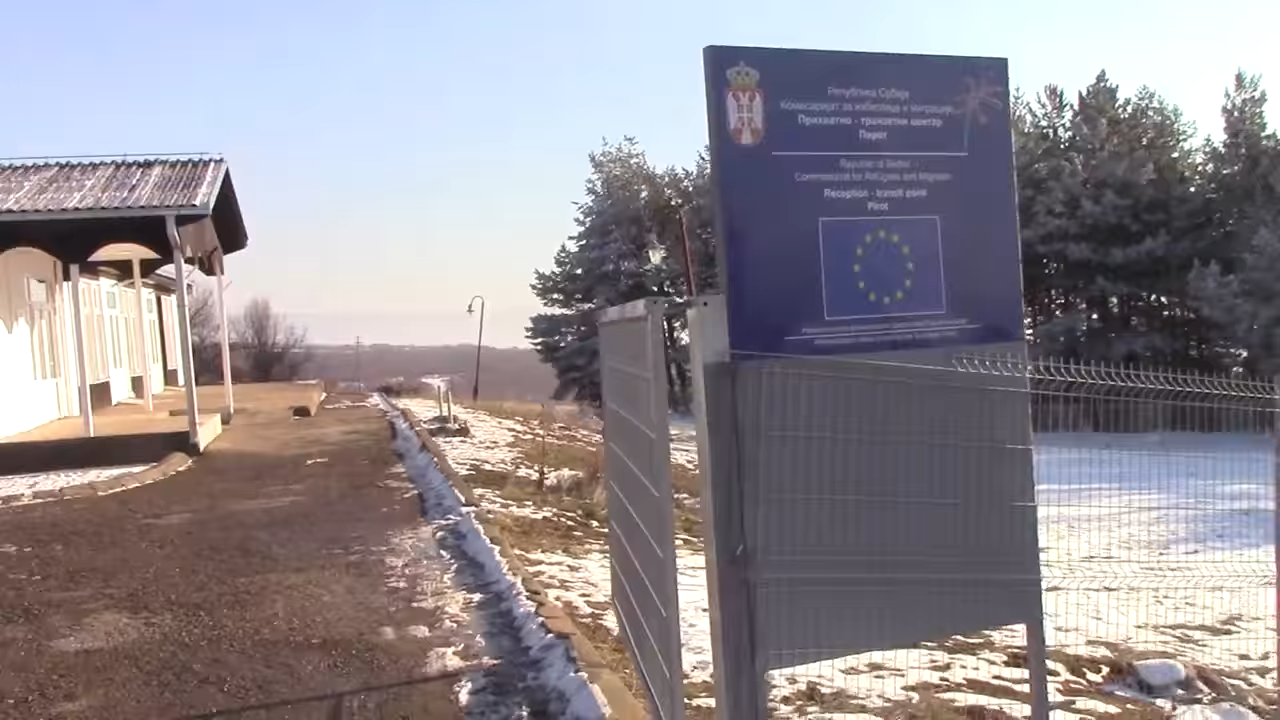 Република Србија
Комесаријат за избеглице и миграције
Прихватно - транзитни центар
Пирот
Republic of Serbia
Commissariat for Refugees and Migration
Reception - transit point
Pirot